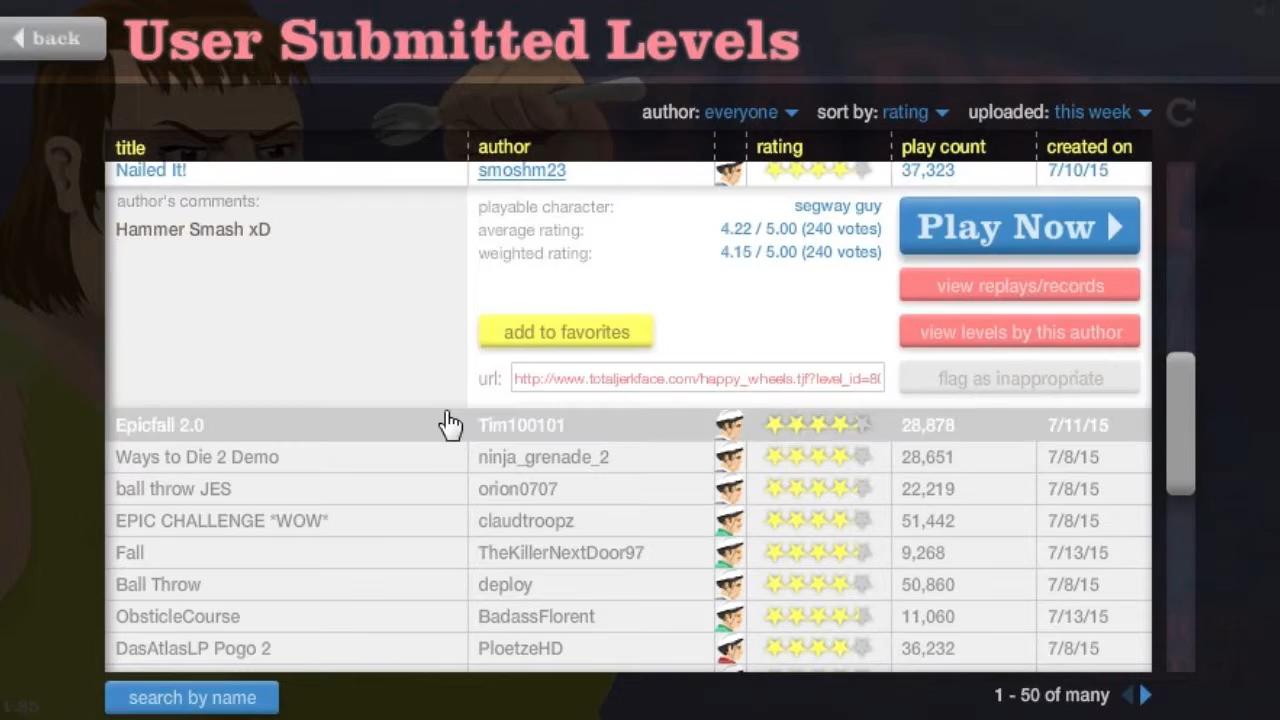 back
User Submitted Levels
author: everyone sort by: rating uploaded: this week
title author rating play count created on
Nailed It! smoshm23 37,323 7/10/15
author's comments:
Hammer Smash xD
playable character: segway guy
average rating: 4.22 / 5.00 (240 votes)
weighted rating: 4.15 / 5.00 (240 votes)
Play Now
view replays/records
add to favorites
view levels by this author
url: http://www.totaljerkface.com/happy_wheels.tjf?level_id=8(
flag as inappropriate
Epicfall 2.0 Tim100101 28,878 7/11/15
Ways to Die 2 Demo ninja_grenade_2 28,651 7/8/15
ball throw JES orion0707 22,219 7/8/15
EPIC CHALLENGE *WOW* claudtroopz 51,442 7/8/15
Fall TheKillerNextDoor97 9,268 7/13/15
Ball Throw deploy 50,860 7/8/15
ObsticleCourse BadassFlorent 11,060 7/13/15
DasAtlasLP Pogo 2 PloetzeHD 36,232 7/8/15
search by name
1 - 50 of many
1.85